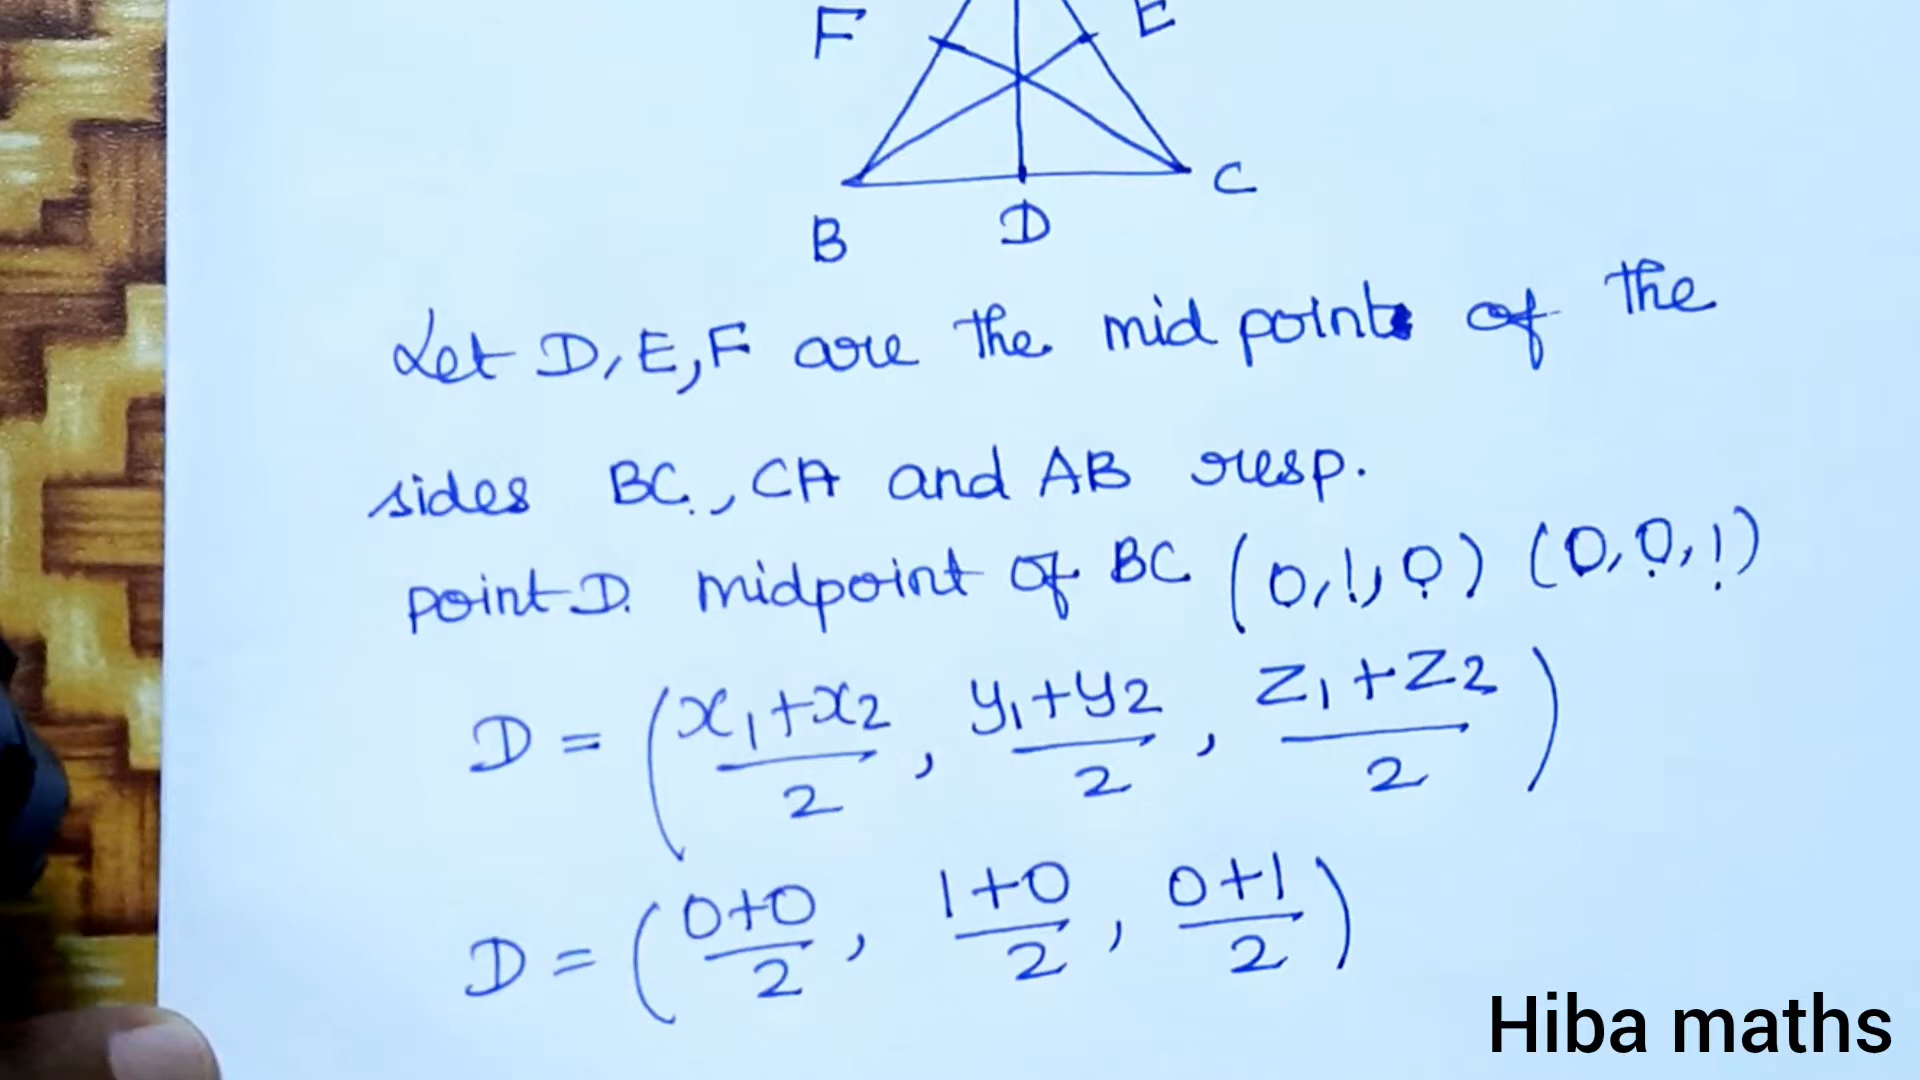 F E
B D C
Let D, E, F are the mid points of the
sides BC, CA and AB resp.
point D. midpoint of BC (0,1,0) (0,0,1)
D = (x₁+x₂/2, y₁+y₂/2, z₁+z₂/2)
D = (0+0/2, 1+0/2, 0+1/2)
Hiba maths